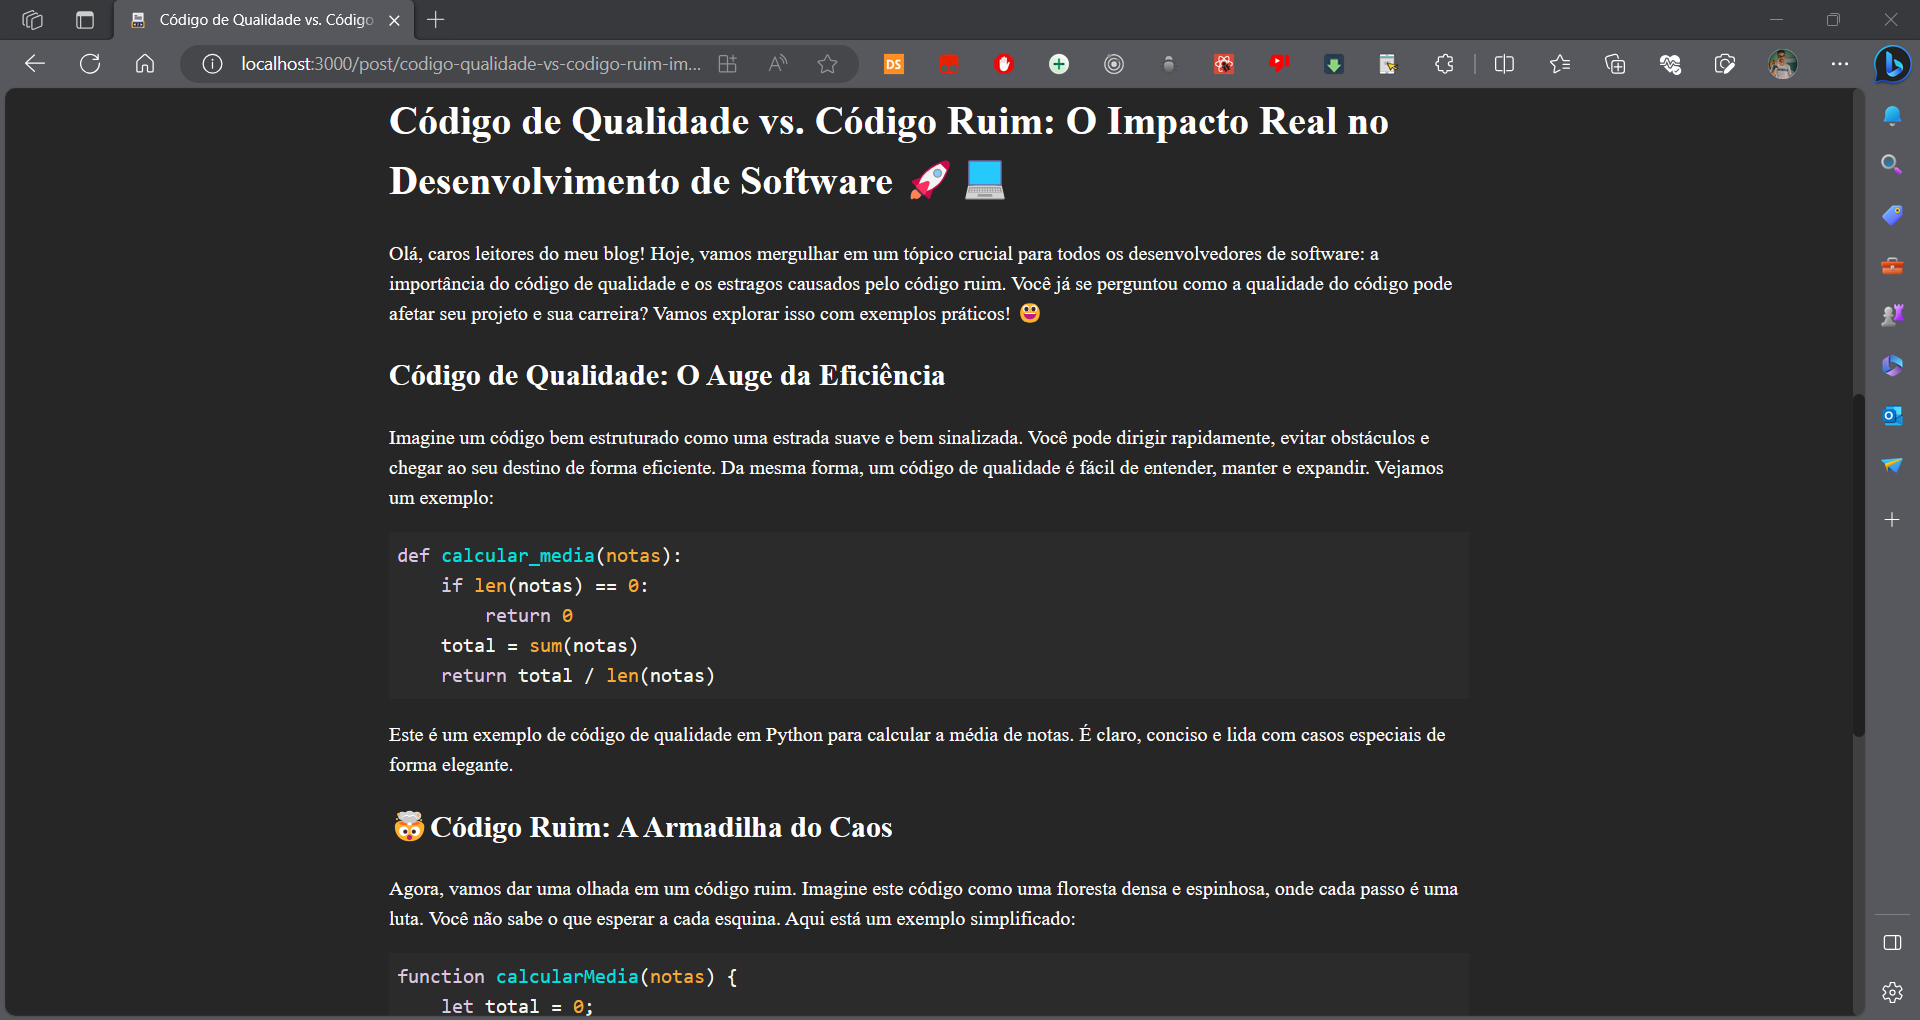 Código de Qualidade vs. Código
localhost:3000/post/codigo-qualidade-vs-codigo-ruim-im...
DS
Código de Qualidade vs. Código Ruim: O Impacto Real no
Desenvolvimento de Software 🚀 💻
Olá, caros leitores do meu blog! Hoje, vamos mergulhar em um tópico crucial para todos os desenvolvedores de software: a
importância do código de qualidade e os estragos causados pelo código ruim. Você já se perguntou como a qualidade do código pode
afetar seu projeto e sua carreira? Vamos explorar isso com exemplos práticos! 😀
Código de Qualidade: O Auge da Eficiência
Imagine um código bem estruturado como uma estrada suave e bem sinalizada. Você pode dirigir rapidamente, evitar obstáculos e
chegar ao seu destino de forma eficiente. Da mesma forma, um código de qualidade é fácil de entender, manter e expandir. Vejamos
um exemplo:
def calcular_media(notas):
    if len(notas) == 0:
        return 0
    total = sum(notas)
    return total / len(notas)
Este é um exemplo de código de qualidade em Python para calcular a média de notas. É claro, conciso e lida com casos especiais de
forma elegante.
🤯 Código Ruim: A Armadilha do Caos
Agora, vamos dar uma olhada em um código ruim. Imagine este código como uma floresta densa e espinhosa, onde cada passo é uma
luta. Você não sabe o que esperar a cada esquina. Aqui está um exemplo simplificado:
function calcularMedia(notas) {
    let total = 0;